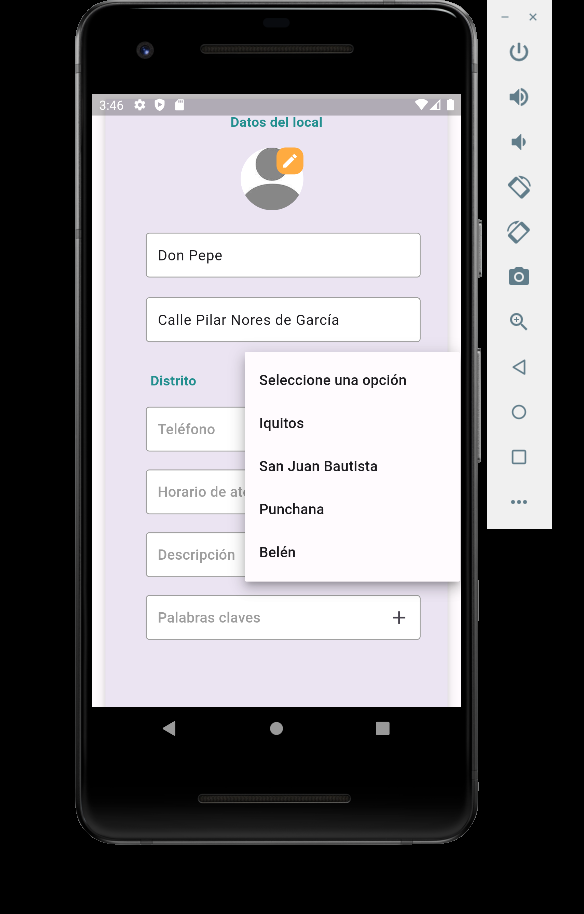 3:46
Datos del local
Don Pepe
Calle Pilar Nores de García
Distrito
Seleccione una opción
Iquitos
San Juan Bautista
Punchana
Belén
Teléfono
Horario de
Descripción
Palabras claves